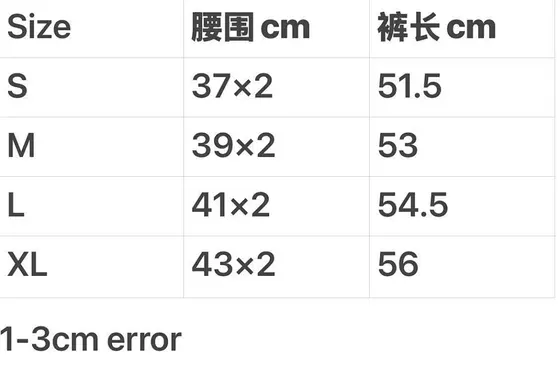 Size 腰围 cm 裤长 cm
S 37×2 51.5
M 39×2 53
L 41×2 54.5
XL 43×2 56
1-3cm error